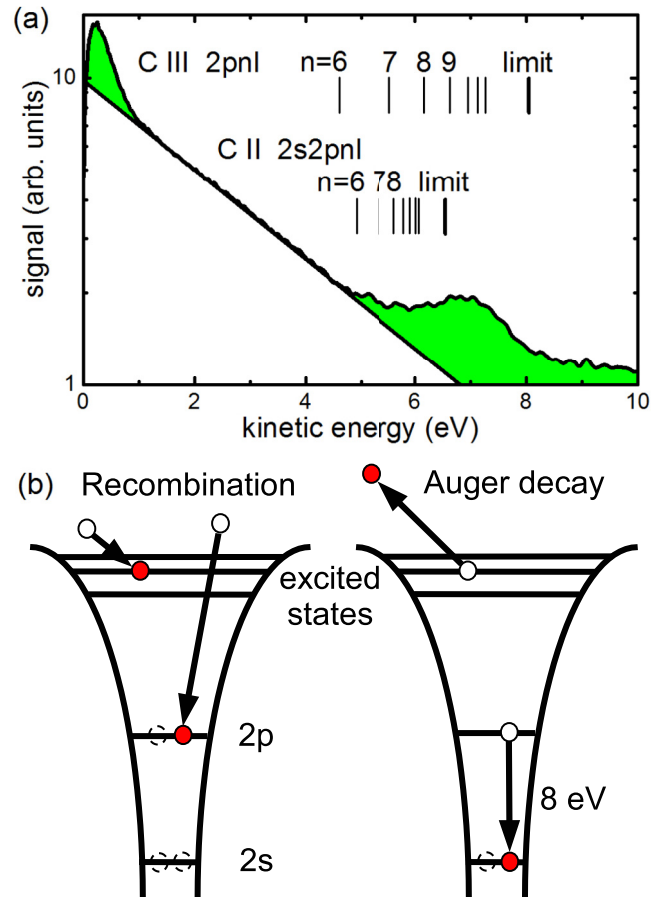 (a)
C III 2pnl n=6 7 8 9 limit
C II 2s2pnl
n=6 7 8 limit
signal (arb. units)
10
1
0 2 4 6 8 10
kinetic energy (eV)
(b) Recombination Auger decay
excited
states
2p
8 eV
2s